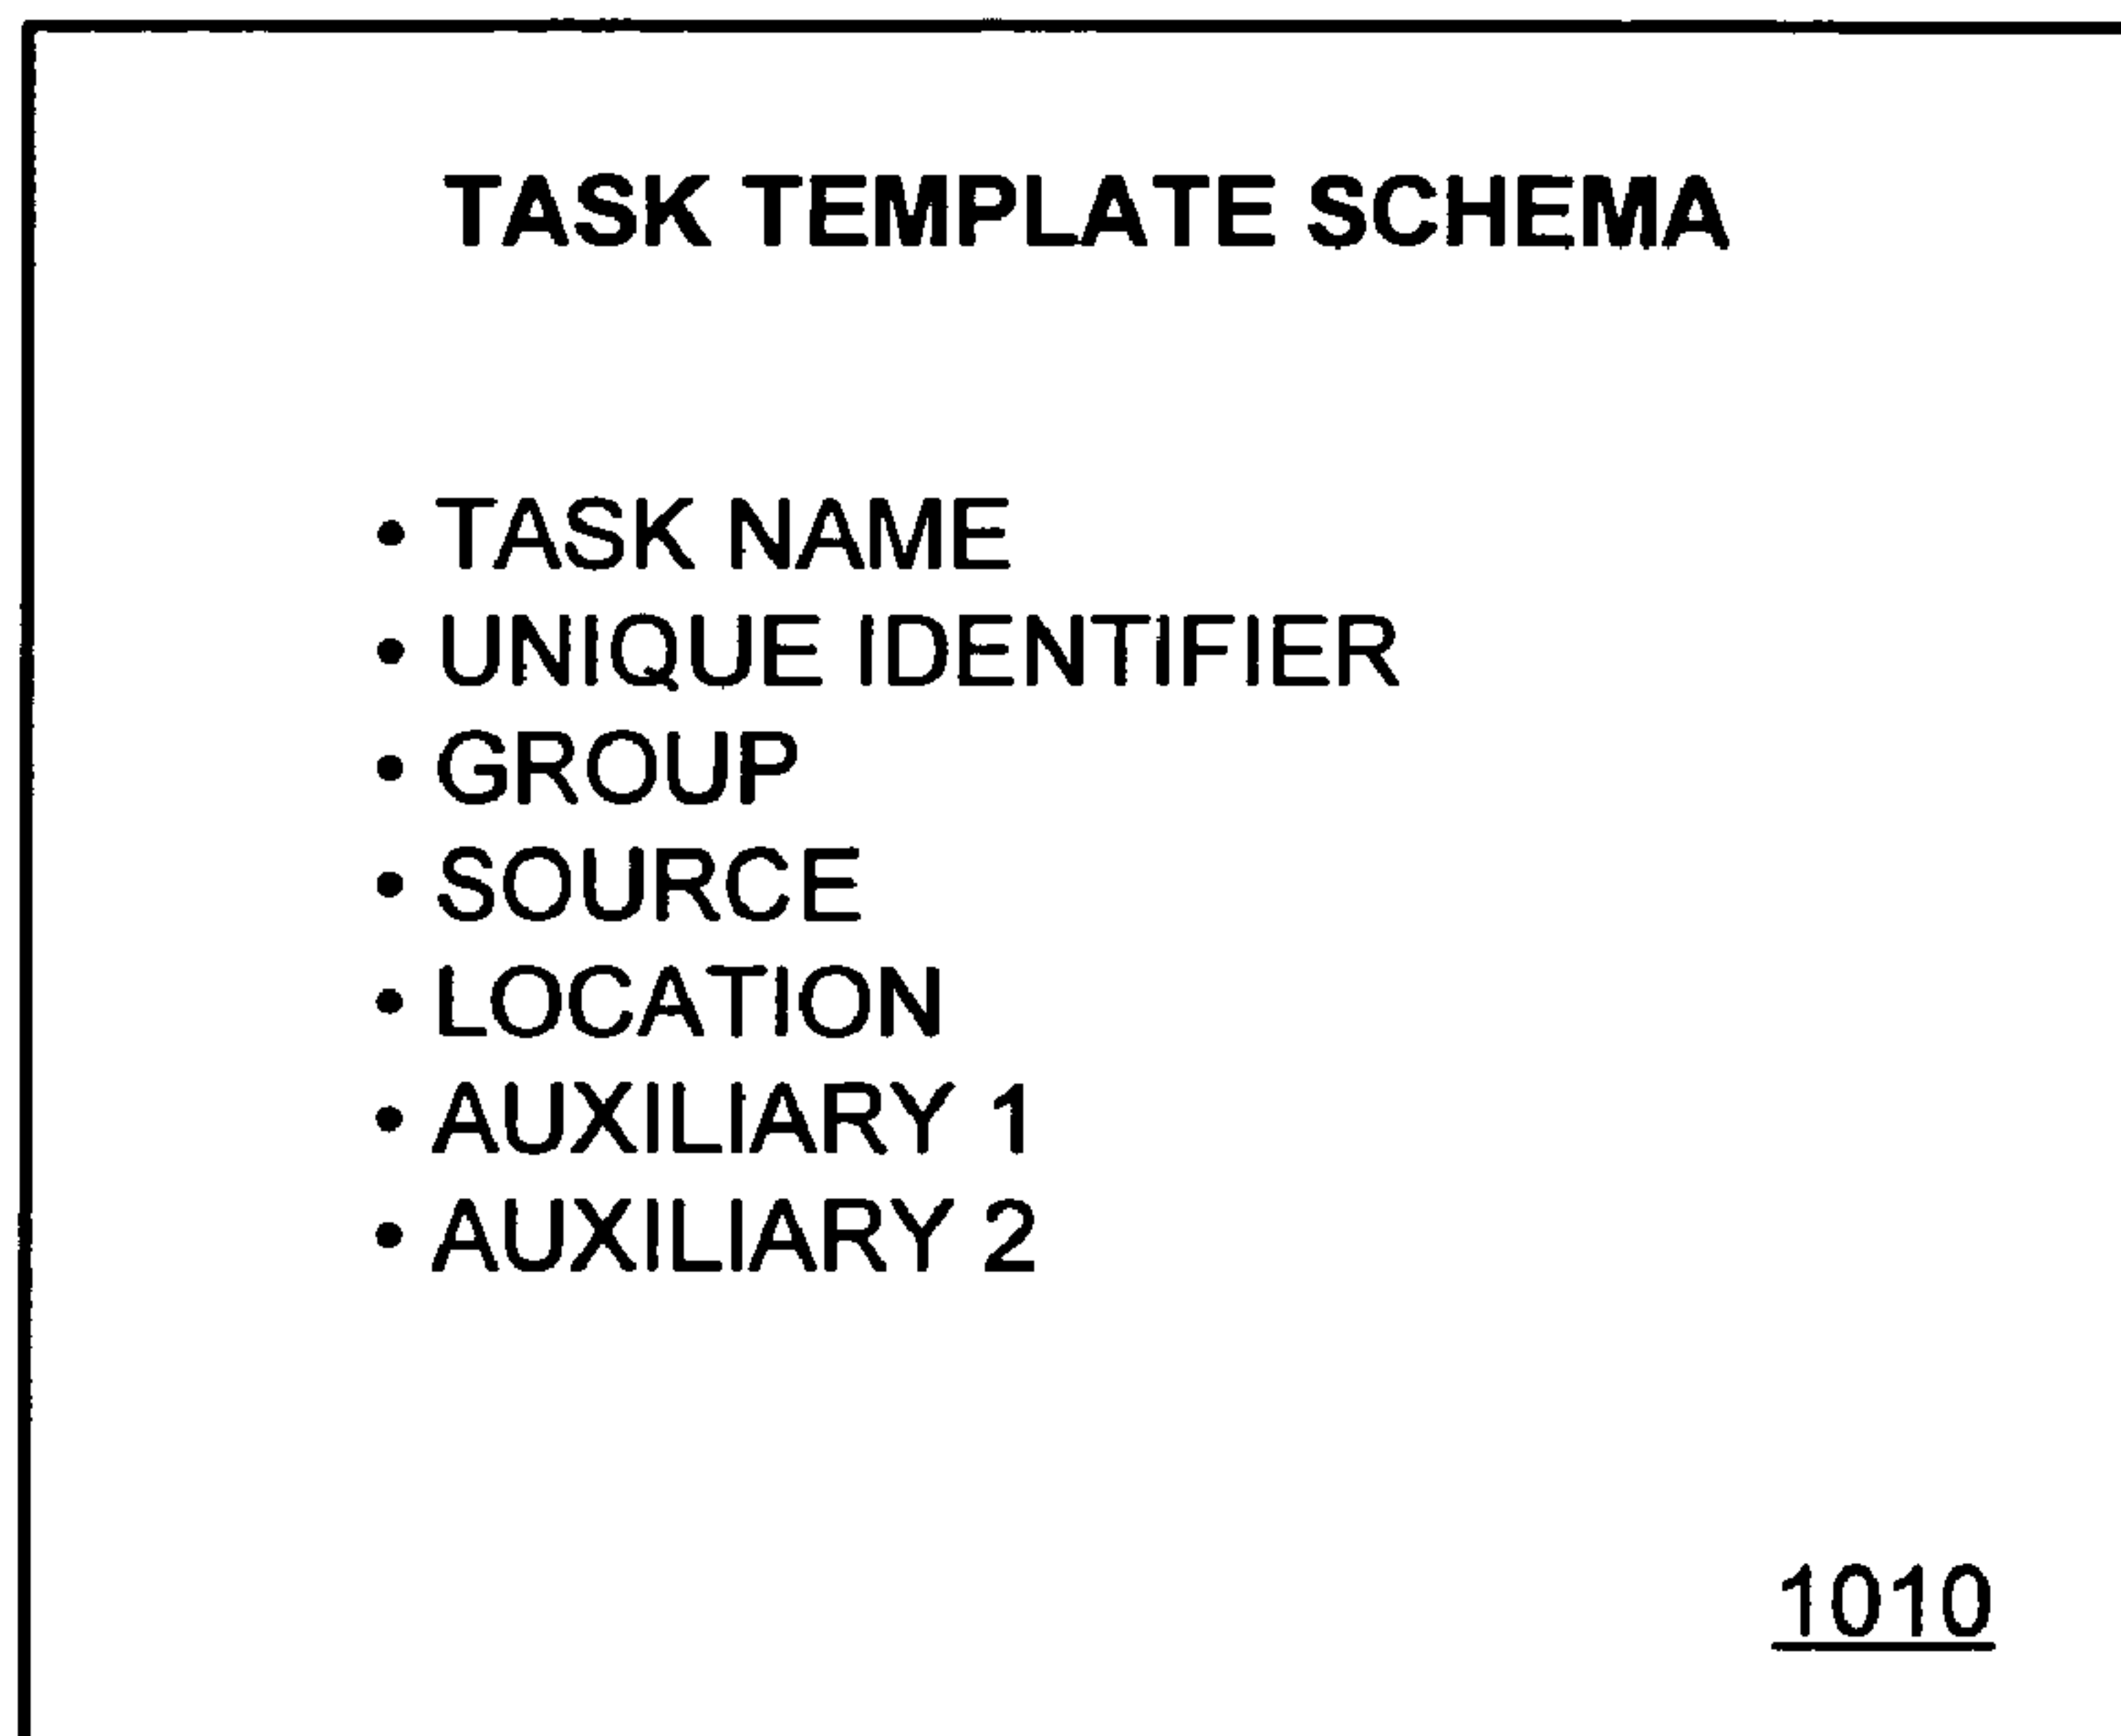 TASK TEMPLATE SCHEMA
• TASK NAME
• UNIQUE IDENTIFIER
• GROUP
• SOURCE
• LOCATION
• AUXILIARY 1
• AUXILIARY 2
1010